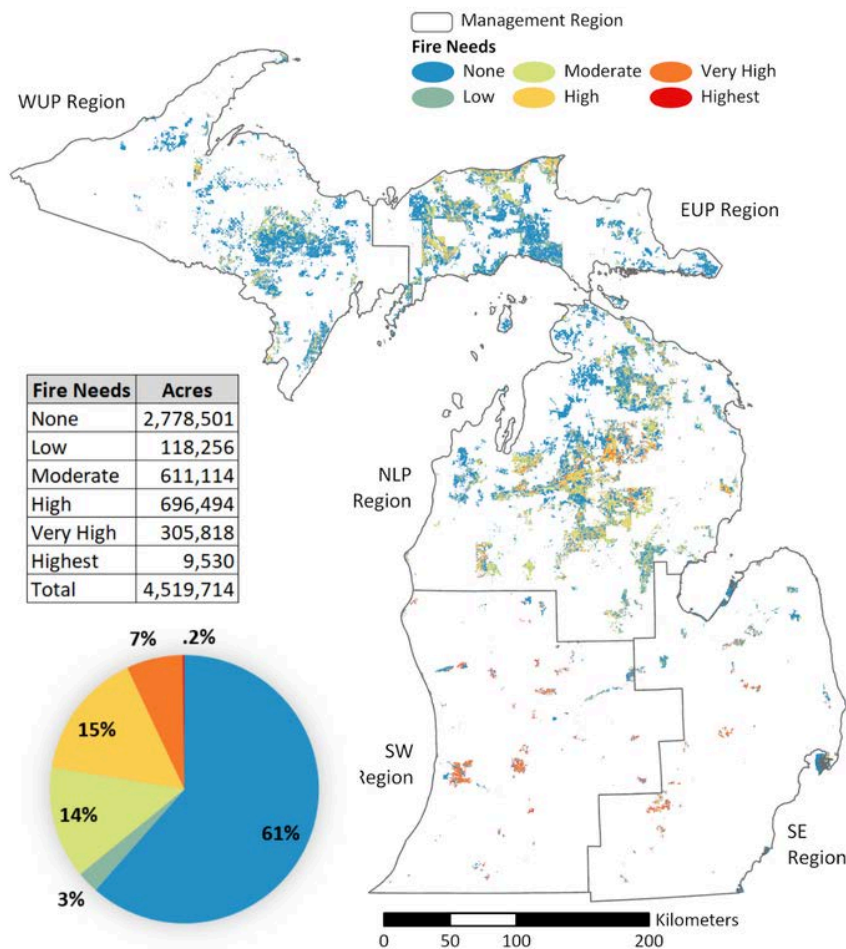 Management Region
Fire Needs
None Moderate Very High
Low High Highest
WUP Region
EUP Region
NLP
Region
SW
Region
SE
Region
Fire Needs Acres
None 2,778,501
Low 118,256
Moderate 611,114
High 696,494
Very High 305,818
Highest 9,530
Total 4,519,714
7% .2%
15%
14%
61%
3%
Kilometers
0 50 100 200